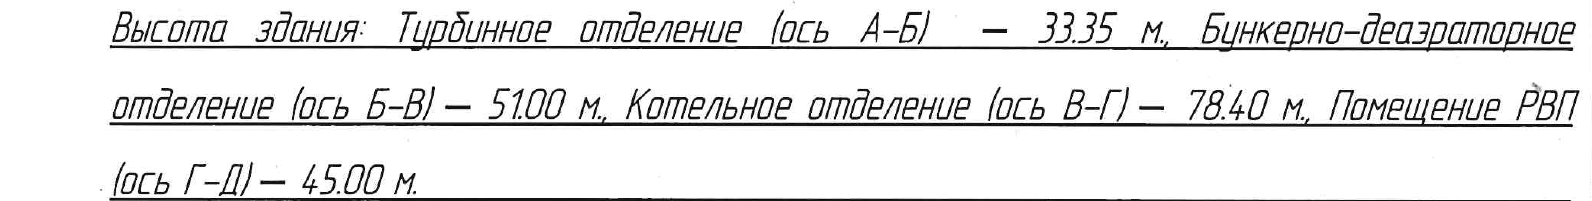 Высота здания: Турбинное отделение (ось А-Б) – 33.35 м., Бункерно-деаэраторное
отделение (ось Б-В) – 51.00 м., Котельное отделение (ось В-Г) – 78.40 м., Помещение РВП
(ось Г-Д) – 45.00 м.